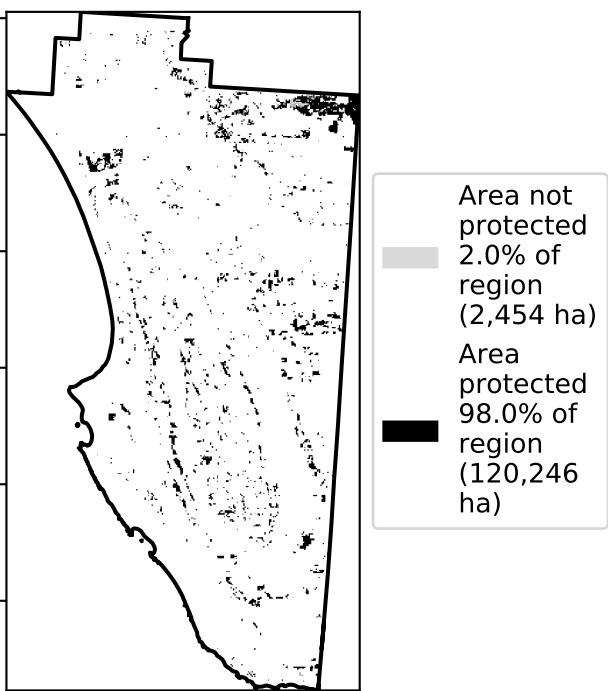 Area not
protected
2.0% of
region
(2,454 ha)
Area
protected
98.0% of
region
(120,246
ha)